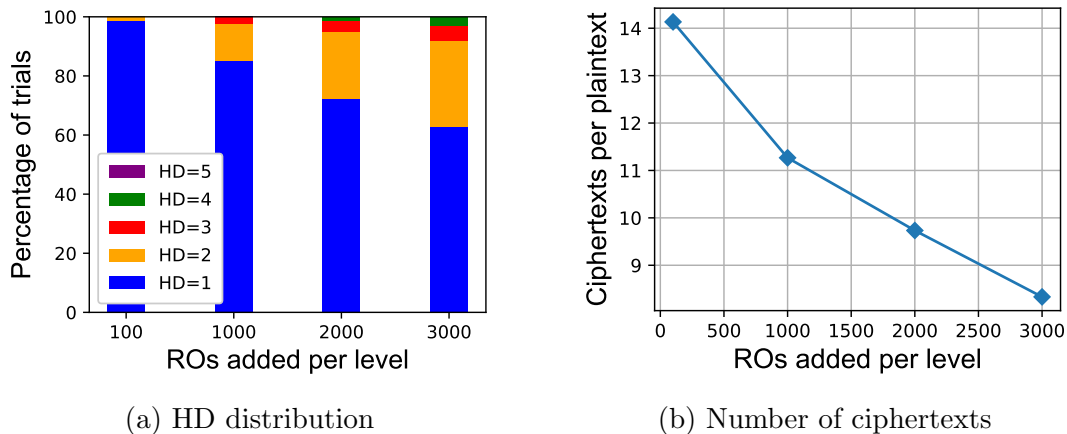 100
80
60
40
20
0
Percentage of trials
HD=5
HD=4
HD=3
HD=2
HD=1
100 1000 2000 3000
ROs added per level
(a) HD distribution
14
13
12
11
10
9
Ciphertexts per plaintext
0 500 1000 1500 2000 2500 3000
ROs added per level
(b) Number of ciphertexts